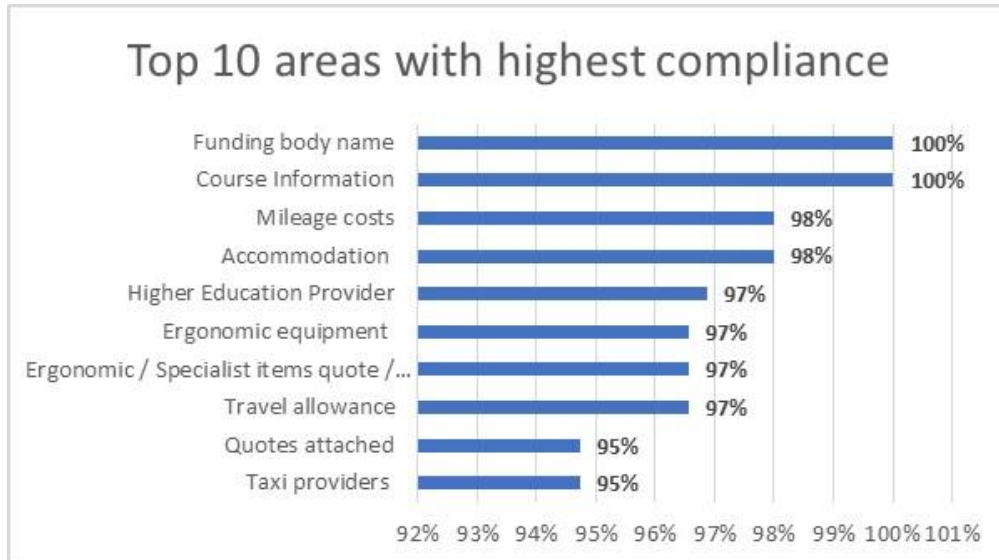 Top 10 areas with highest compliance
Funding body name 100%
Course Information 100%
Mileage costs 98%
Accommodation 98%
Higher Education Provider 97%
Ergonomic equipment 97%
Ergonomic / Specialist items quote /... 97%
Travel allowance 97%
Quotes attached 95%
Taxi providers 95%
92% 93% 94% 95% 96% 97% 98% 99% 100% 101%